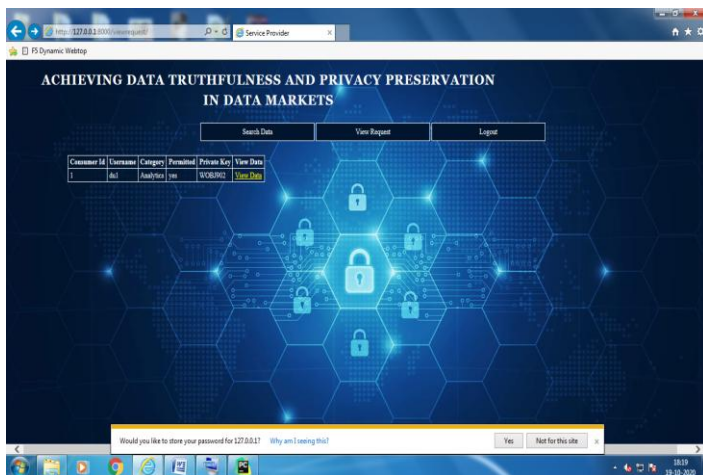 http://127.0.0.1:8000/viewrequest/
Service Provider
F5 Dynamic Webtop
ACHIEVING DATA TRUTHFULNESS AND PRIVACY PRESERVATION
IN DATA MARKETS
Search Data View Request Logout
Consumer Id Username Category Permitted Private Key View Data
1 du1 Analytics yes View Data
Would you like to store your password for 127.0.0.1? Why am I seeing this? Yes Not for this site
18:19
19-10-2020